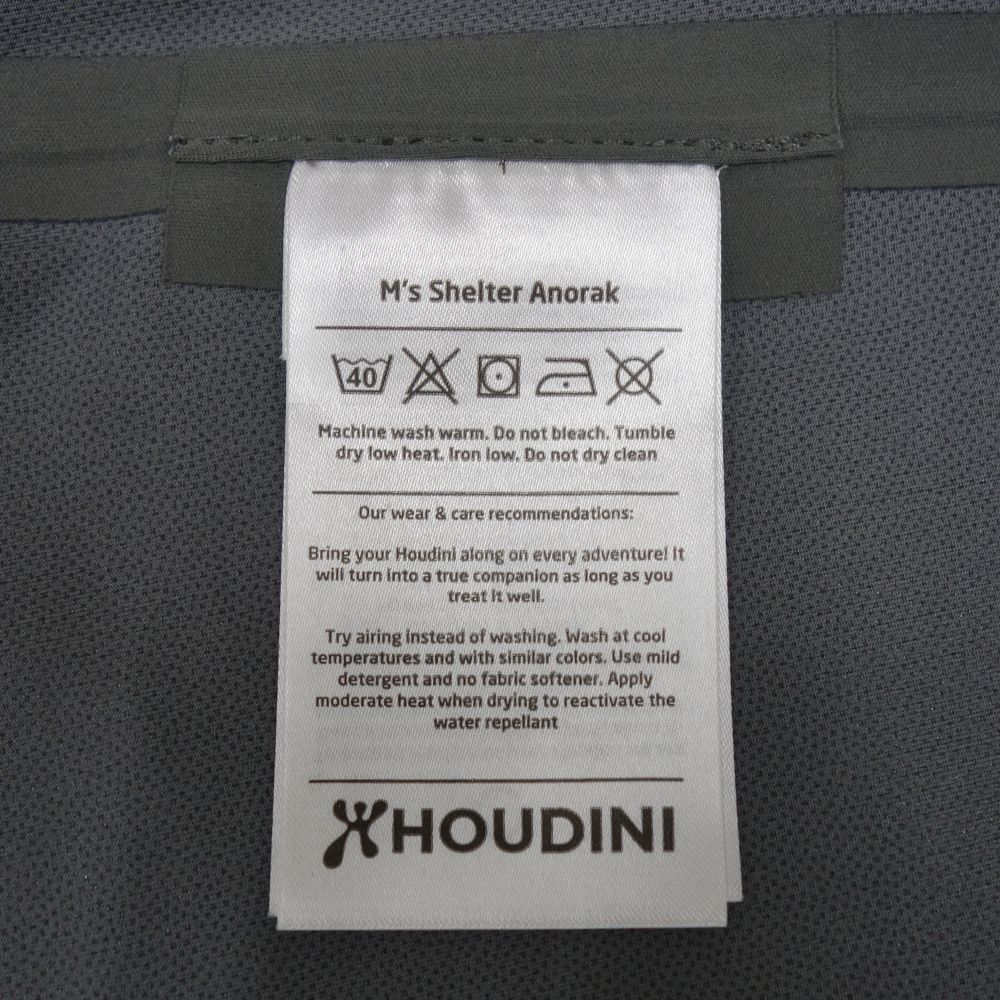 M's Shelter Anorak
40
Machine wash warm. Do not bleach. Tumble
dry low heat. Iron low. Do not dry clean
Our wear & care recommendations:
Bring your Houdini along on every adventure! It
will turn into a true companion as long as you
treat it well.
Try airing instead of washing. Wash at cool
temperatures and with similar colors. Use mild
detergent and no fabric softener. Apply
moderate heat when drying to reactivate the
water repellant
HOUDINI